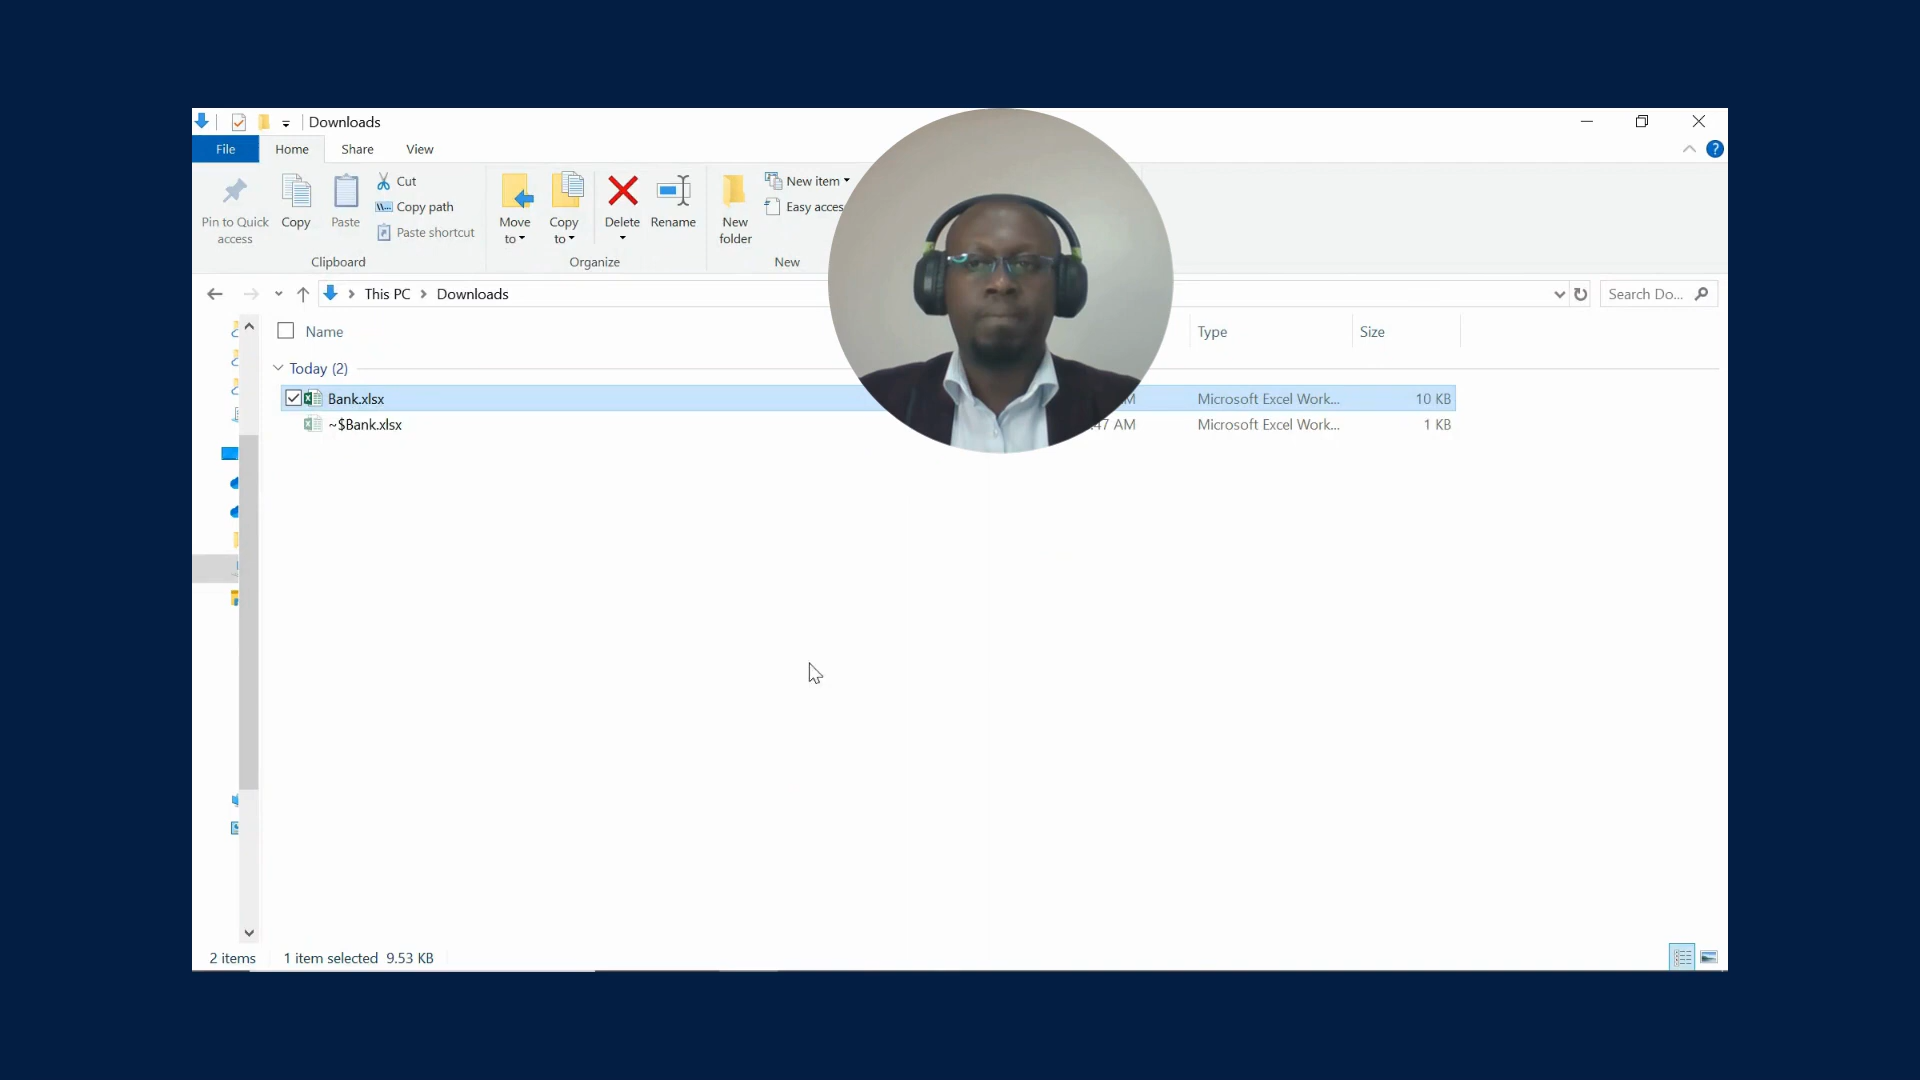 Downloads
File Home Share View
Pin to Quick access
Copy
Paste
Cut
Copy path
Paste shortcut
Clipboard
Move to
Copy to
Delete
Rename
Organize
New folder
New item
Easy
New
This PC Downloads
Search Do...
Name Type Size
Today (2)
Bank.xlsx Microsoft Excel Work... 10 KB
~$Bank.xlsx 47 AM Microsoft Excel Work... 1 KB
2 items 1 item selected 9.53 KB